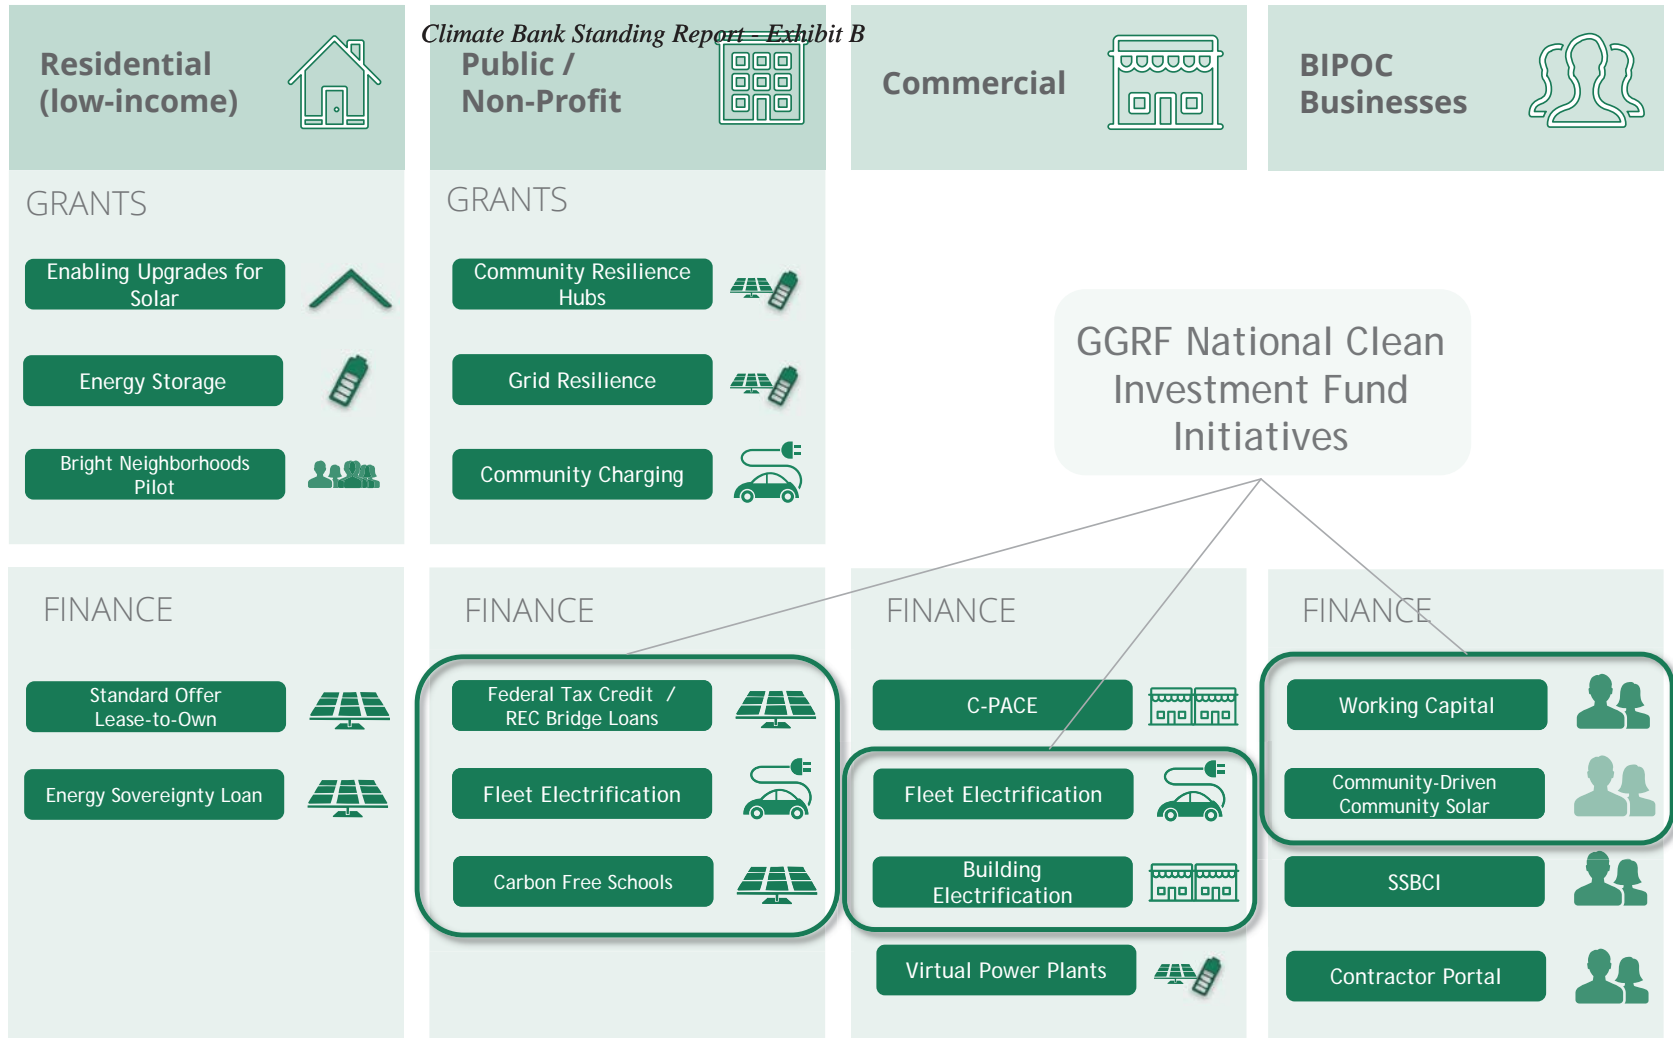 Climate Bank Standing Report - Exhibit B
Residential
(low-income)
Public /
Non-Profit
Commercial
BIPOC
Businesses
GRANTS
Enabling Upgrades for
Solar
Energy Storage
Bright Neighborhoods
Pilot
GRANTS
Community Resilience
Hubs
Grid Resilience
Community Charging
GGRF National Clean
Investment Fund
Initiatives
FINANCE
Standard Offer
Lease-to-Own
Energy Sovereignty Loan
FINANCE
Federal Tax Credit /
REC Bridge Loans
Fleet Electrification
Carbon Free Schools
FINANCE
C-PACE
Fleet Electrification
Building
Electrification
Virtual Power Plants
FINANCE
Working Capital
Community-Driven
Community Solar
SSBCI
Contractor Portal